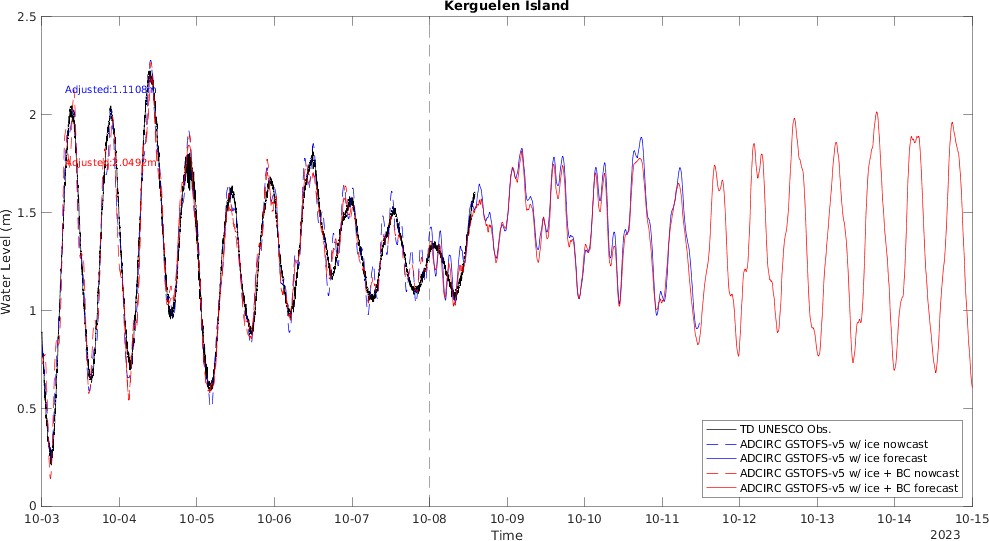 Kerguelen Island
Water Level (m)
2.5
2
1.5
1
0.5
0
Adjusted:1.1108m
Adjusted:1.0492m
TD UNESCO Obs.
ADCIRC GSTOFS-v5 w/ ice nowcast
ADCIRC GSTOFS-v5 w/ ice forecast
ADCIRC GSTOFS-v5 w/ ice + BC nowcast
ADCIRC GSTOFS-v5 w/ ice + BC forecast
10-03 10-04 10-05 10-06 10-07 10-08 10-09 10-10 10-11 10-12 10-13 10-14 10-15
Time
2023